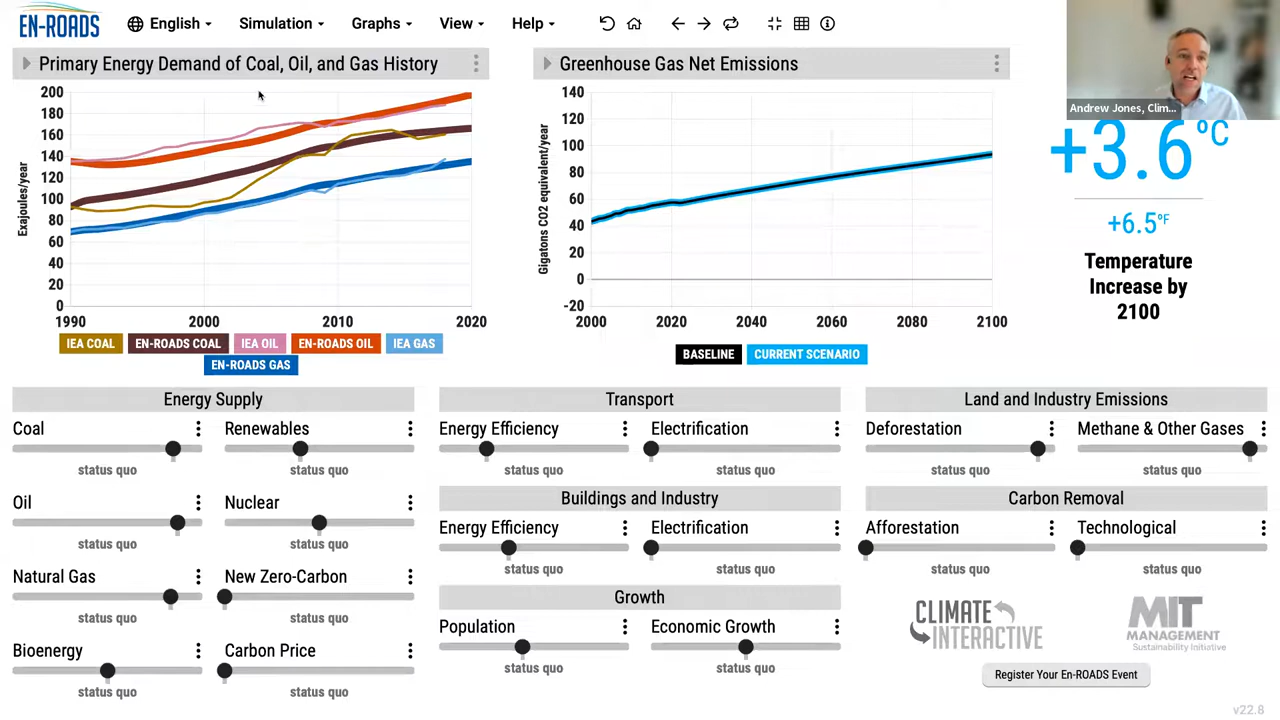 EN-ROADS
English
Simulation
Graphs
View
Help
Andrew Jones, Clim...
Primary Energy Demand of Coal, Oil, and Gas History
Exajoules/year
200
180
160
140
120
100
80
60
40
20
0
1990
2000
2010
2020
IEA COAL
EN-ROADS COAL
IEA OIL
EN-ROADS OIL
IEA GAS
EN-ROADS GAS
Greenhouse Gas Net Emissions
Gigatons CO2 equivalent/year
140
120
100
80
60
40
20
0
-20
2000
2020
2040
2060
2080
2100
BASELINE
CURRENT SCENARIO
+3.6 °C
+6.5°F
Temperature
Increase by
2100
Energy Supply
Coal
status quo
Renewables
status quo
Oil
status quo
Nuclear
status quo
Natural Gas
status quo
New Zero-Carbon
status quo
Bioenergy
status quo
Carbon Price
status quo
Transport
Energy Efficiency
status quo
Electrification
status quo
Buildings and Industry
Energy Efficiency
status quo
Electrification
status quo
Growth
Population
status quo
Economic Growth
status quo
Land and Industry Emissions
Deforestation
status quo
Methane & Other Gases
status quo
Carbon Removal
Afforestation
status quo
Technological
status quo
CLIMATE
INTERACTIVE
MIT
MANAGEMENT
Sustainability Initiative
Register Your En-ROADS Event
v22.8